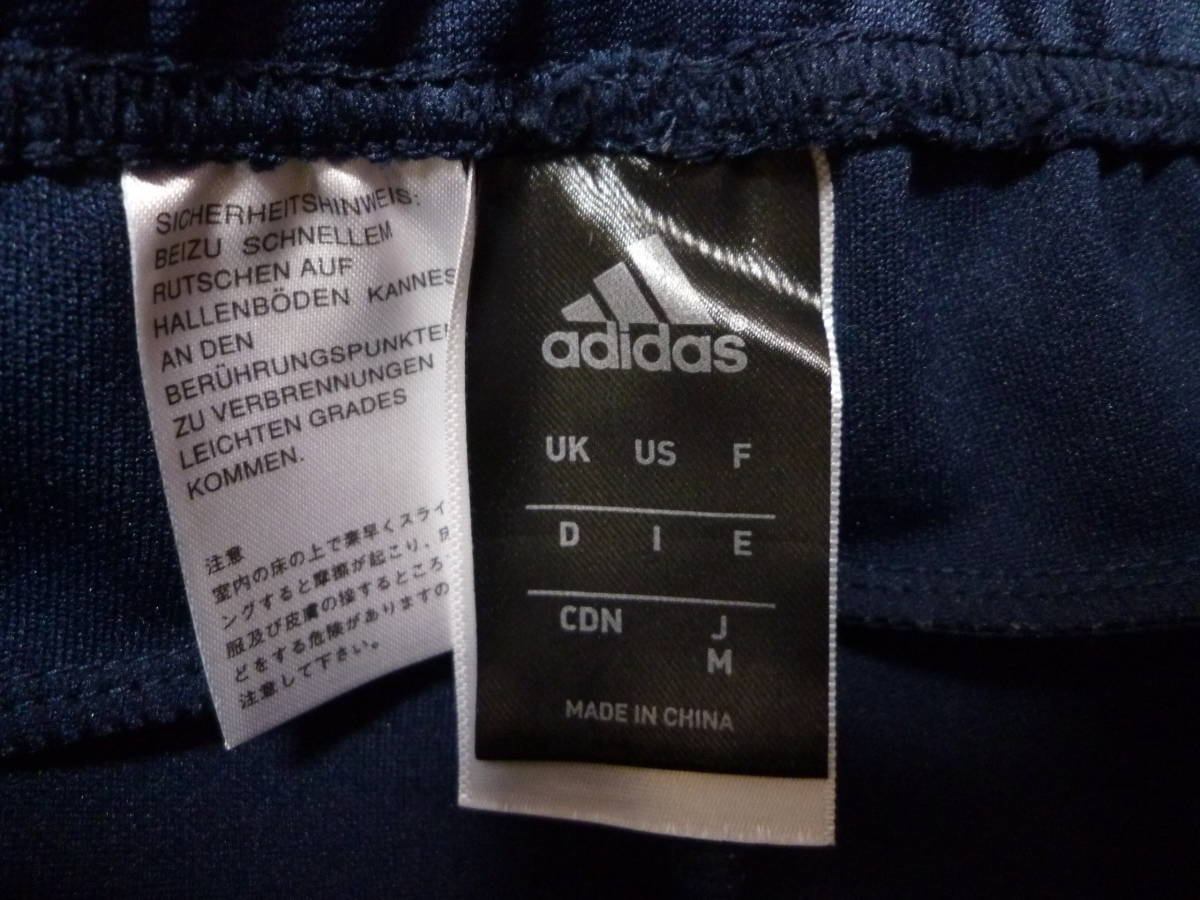 SICHERHEITSHINWEIS:
BEIZU SCHNELLEM
RUTSCHEN AUF
HALLENBÖDEN KANNES
AN DEN
BERÜHRUNGSPUNKTE
ZU VERBRENNUNGEN
LEICHTEN GRADES
KOMMEN.
注意
室内の床の上で素早くスライ
ングすると摩擦が起こり、
服及び皮膚の接するところ
どをする危険がありますの
注意して下さい。
adidas
UK US F
D I E
CDN J
M
MADE IN CHINA